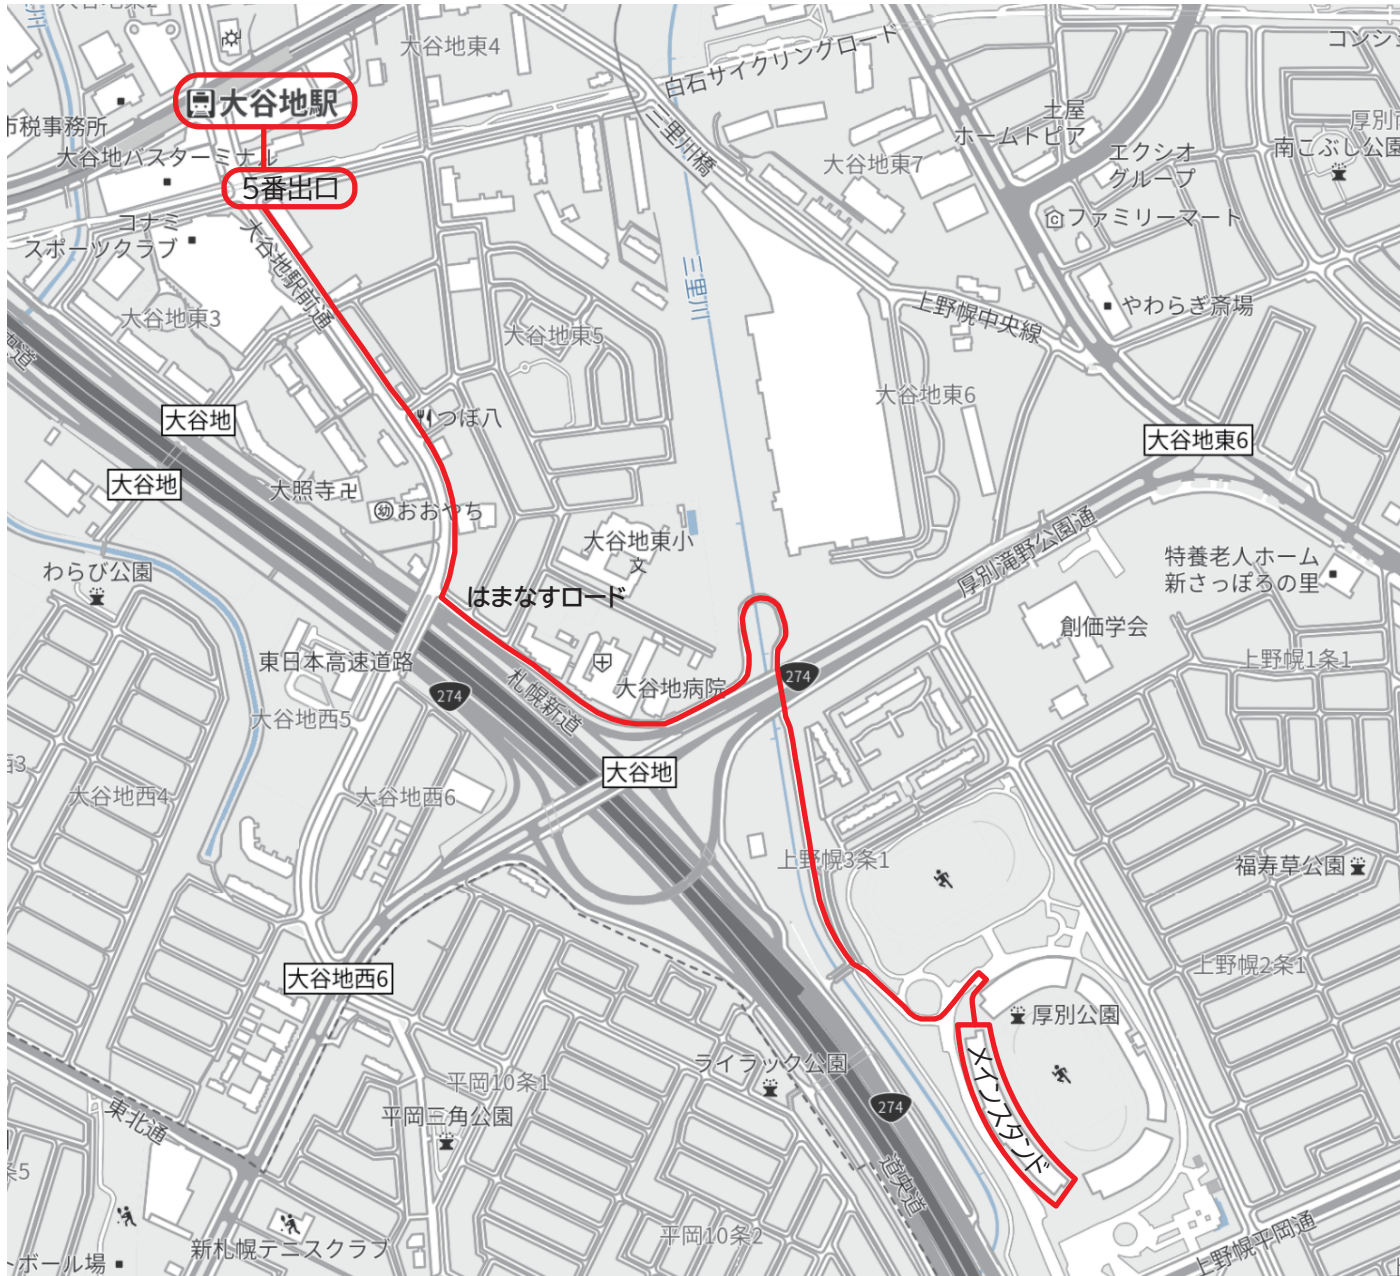 大谷地東4
コンシ
白石サイクリングロード
大谷地駅
市税事務所
三里川橋
土屋
ホームトピア
厚別南
南こぶし公園
大谷地バスターミナル
大谷地東7
エクシオ
グループ
5番出口
コナミ
スポーツクラブ
ファミリーマート
大谷地駅前通
三里川
大谷地東3
大谷地東5
上野幌中央線
やわらぎ斎場
大谷地東6
大谷地
つぼ八
大谷地東6
大谷地
大照寺
幼おおやち
大谷地東小
文
厚別滝野公園通
特養老人ホーム
新さっぽろの里
わらび公園
はまなすロード
創価学会
東日本高速道路
上野幌1条1
274
札幌新道
大谷地病院
274
大谷地西5
大谷地
大谷地西4
大谷地西6
上野幌3条1
福寿草公園
大谷地西6
上野幌2条1
厚別公園
ライラック公園
メインスタンド
平岡10条1
平岡三角公園
274
東北通
条5
道央道
平岡10条2
新札幌テニスクラブ
上野幌平岡通
ボール場